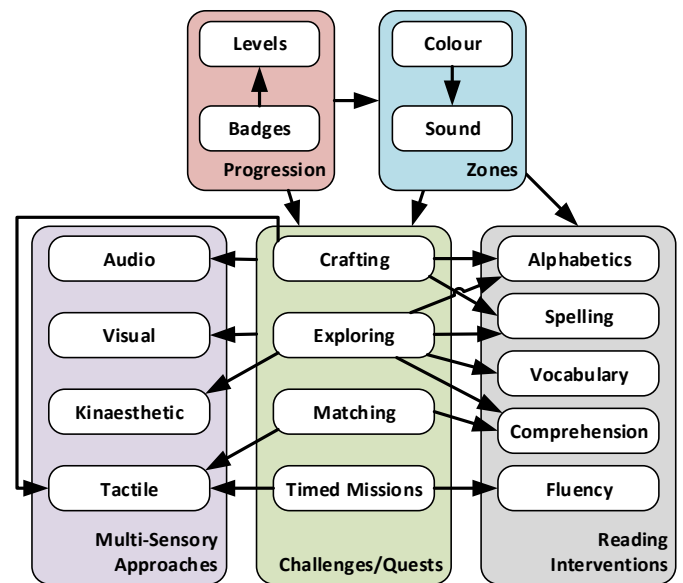 Levels
Colour
Badges
Sound
Progression
Zones
Audio
Crafting
Alphabetics
Spelling
Visual
Exploring
Vocabulary
Kinaesthetic
Matching
Comprehension
Tactile
Timed Missions
Fluency
Multi-Sensory
Approaches
Challenges/Quests
Reading
Interventions